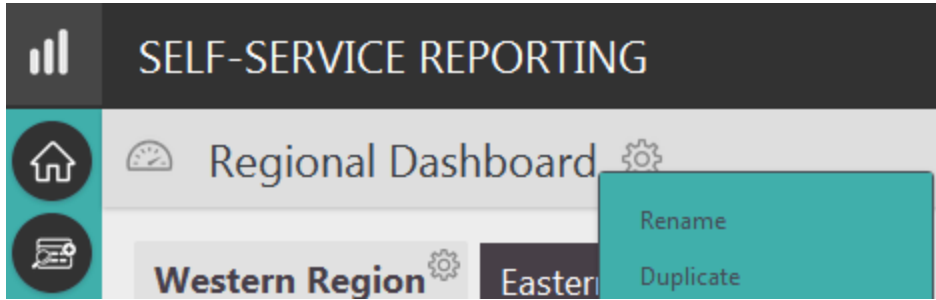 SELF-SERVICE REPORTING
Regional Dashboard
Rename
Duplicate
Western Region